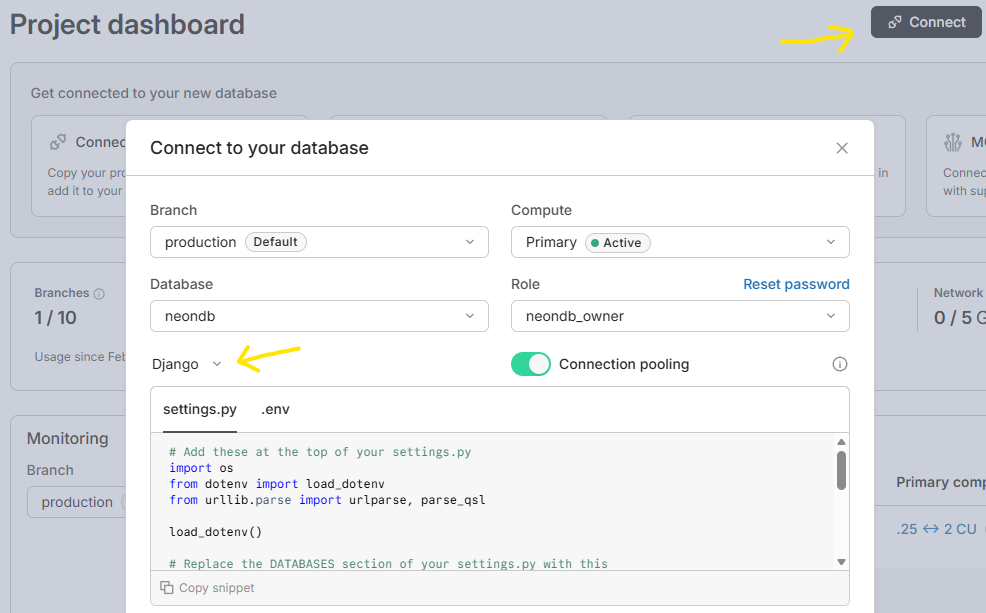 Project dashboard
Connect
Get connected to your new database
Connec
Copy your pro
add it to your
in
MC
Connec
with sup
Connect to your database
Branch
Compute
production Default
Primary Active
Database
Role
Reset password
neondb
neondb_owner
Django
Connection pooling
settings.py
.env
# Add these at the top of your settings.py
import os
from dotenv import load_dotenv
from urllib.parse import urlparse, parse_qsl
load_dotenv()
# Replace the DATABASES section of your settings.py with this
Copy snippet
Branches
1 / 10
Usage since Feb
Network
0 / 5 G
Monitoring
Branch
production
Primary comp
.25 ↔ 2 CU